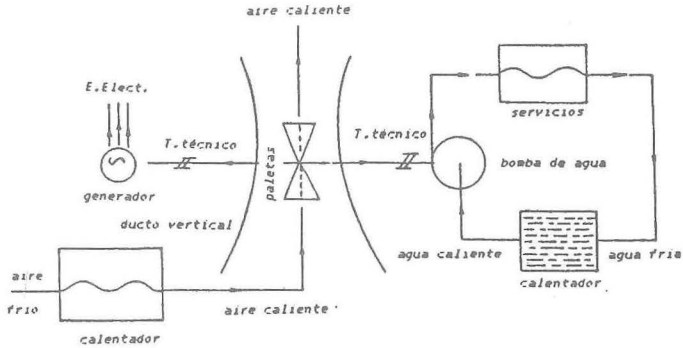 aire caliente
E.Elect.
T.técnico
paletas
T.técnico
servicios
bomba de agua
generador
ducto vertical
agua caliente
agua fria
calentador
aire
frio
aire caliente
calentador